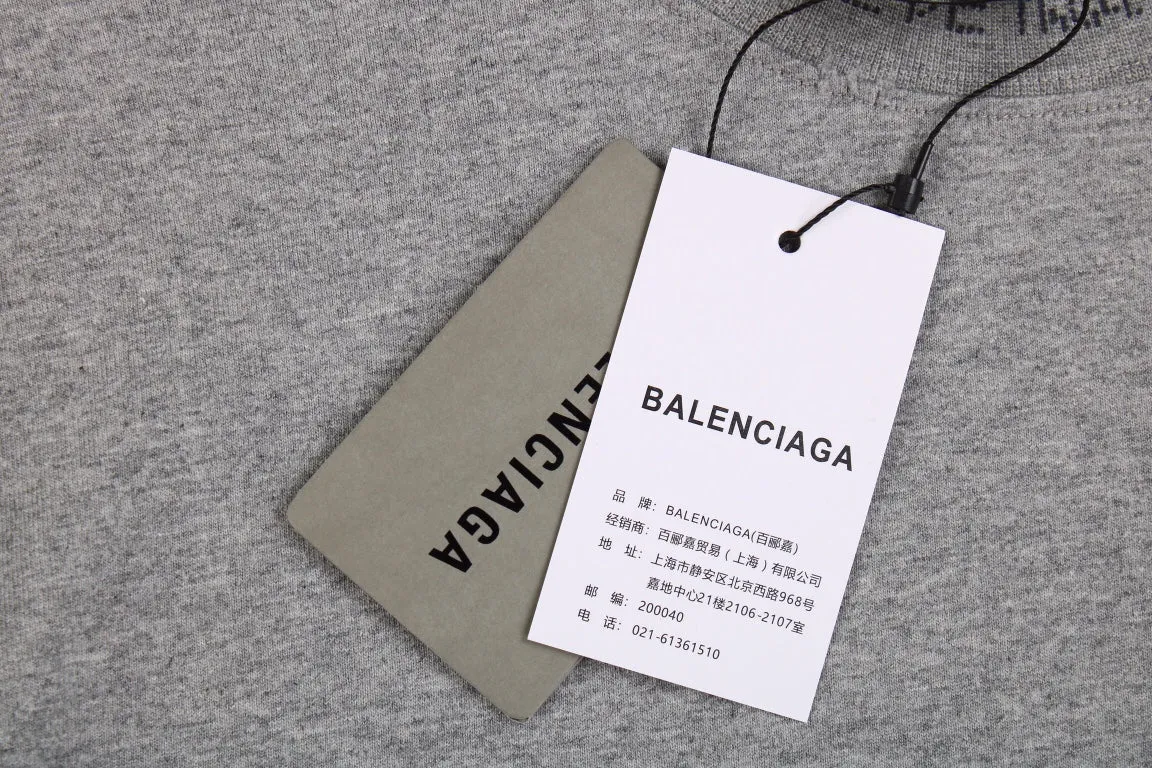 BALENCIAGA
品 牌： BALENCIAGA(百郦嘉)
经销商： 百郦嘉贸易（上海）有限公司
地 址： 上海市静安区北京西路968号
嘉地中心21楼2106-2107室
邮 编： 200040
电 话： 021-61361510
ENCIAGA